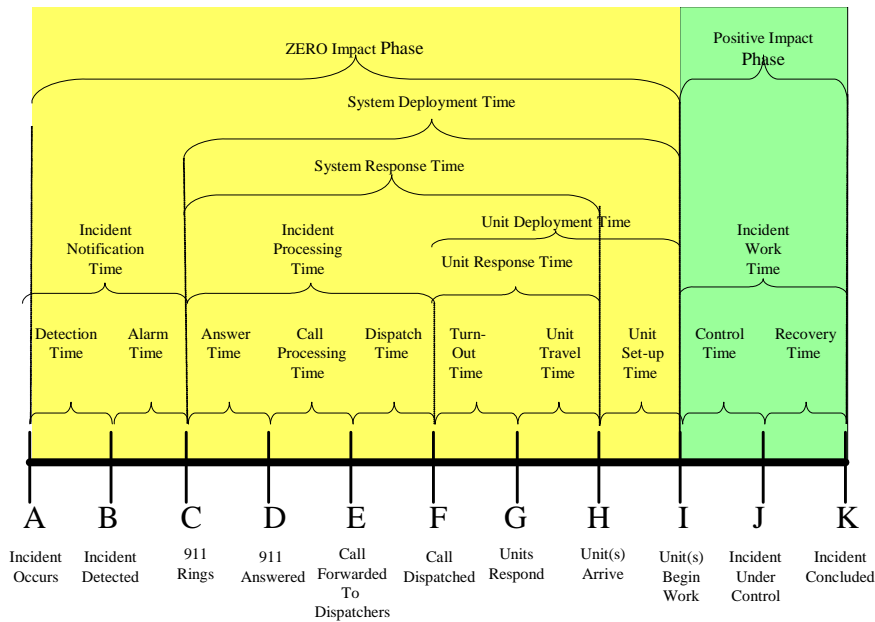 ZERO Impact Phase
Positive Impact
Phase
System Deployment Time
System Response Time
Unit Deployment Time
Incident
Notification
Time
Incident
Processing
Time
Unit Response Time
Incident
Work
Time
Detection
Time
Alarm
Time
Answer
Time
Call
Processing
Time
Dispatch
Time
Turn-
Out
Time
Unit
Travel
Time
Unit
Set-up
Time
Control
Time
Recovery
Time
A B C D E F G H I J K
Incident
Occurs
Incident
Detected
911
Rings
911
Answered
Call
Forwarded
To
Dispatchers
Call
Dispatched
Units
Respond
Unit(s)
Arrive
Unit(s)
Begin
Work
Incident
Under
Control
Incident
Concluded